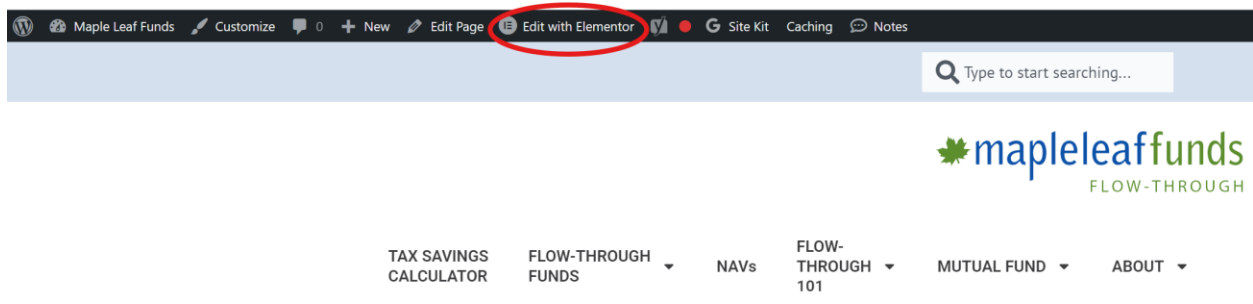 Maple Leaf Funds Customize 0 New Edit Page Edit with Elementor Site Kit Caching Notes
Type to start searching...
mapleleaffunds
FLOW-THROUGH
TAX SAVINGS
CALCULATOR
FLOW-THROUGH
FUNDS
NAVs
FLOW-
THROUGH
101
MUTUAL FUND
ABOUT